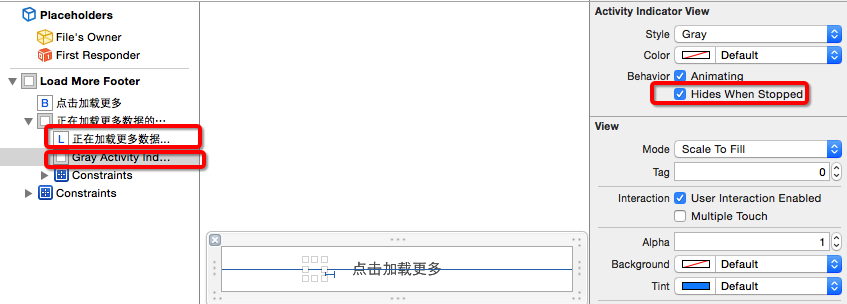 Placeholders
File's Owner
First Responder
Load More Footer
B 点击加载更多
正在加载更多数据的…
L 正在加载更多数据...
Gray Activity Ind...
Constraints
Constraints
点击加载更多
Activity Indicator View
Style Gray
Color Default
Behavior Animating
Hides When Stopped
View
Mode Scale To Fill
Tag 0
Interaction User Interaction Enabled
Multiple Touch
Alpha 1
Background Default
Tint Default